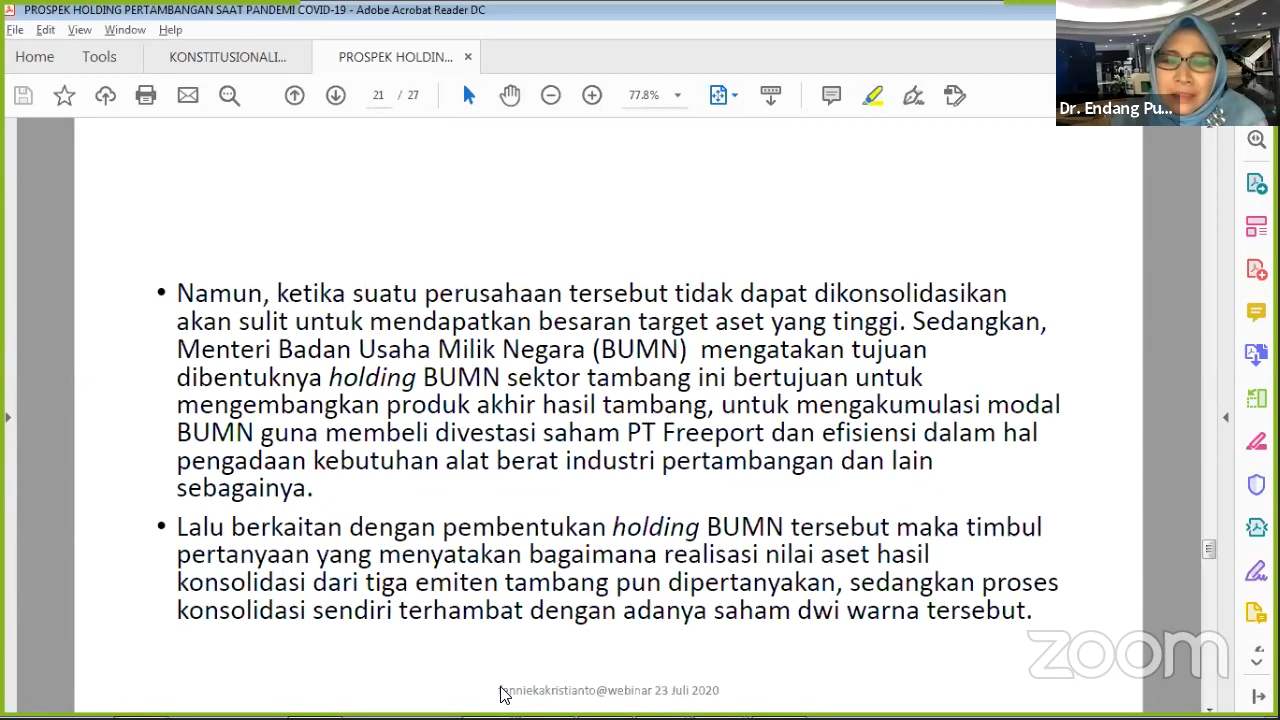 PROSPEK HOLDING PERTAMBANGAN SAAT PANDEMI COVID-19 - Adobe Acrobat Reader DC
File Edit View Window Help
Home Tools KONSTITUSIONALI... PROSPEK HOLDIN... ×
21 / 27 77.8%
Dr. Endang Pu...
• Namun, ketika suatu perusahaan tersebut tidak dapat dikonsolidasikan
akan sulit untuk mendapatkan besaran target aset yang tinggi. Sedangkan,
Menteri Badan Usaha Milik Negara (BUMN) mengatakan tujuan
dibentuknya holding BUMN sektor tambang ini bertujuan untuk
mengembangkan produk akhir hasil tambang, untuk mengakumulasi modal
BUMN guna membeli divestasi saham PT Freeport dan efisiensi dalam hal
pengadaan kebutuhan alat berat industri pertambangan dan lain
sebagainya.
• Lalu berkaitan dengan pembentukan holding BUMN tersebut maka timbul
pertanyaan yang menyatakan bagaimana realisasi nilai aset hasil
konsolidasi dari tiga emiten tambang pun dipertanyakan, sedangkan proses
konsolidasi sendiri terhambat dengan adanya saham dwi warna tersebut.
zoom
23 Juli 2020